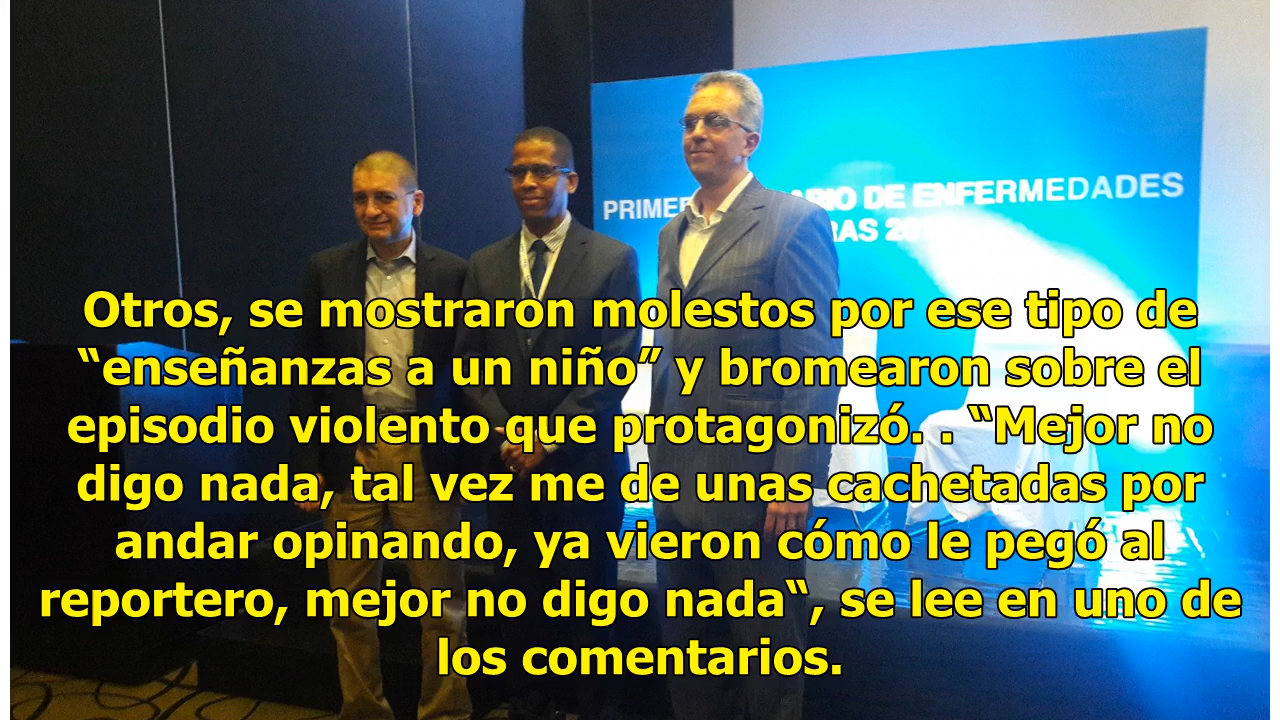 PRIMER
DE ENFERMEDADES
Otros, se mostraron molestos por ese tipo de
“enseñanzas a un niño” y bromearon sobre el
episodio violento que protagonizó. . “Mejor no
digo nada, tal vez me de unas cachetadas por
andar opinando, ya vieron cómo le pegó al
reportero, mejor no digo nada“, se lee en uno de
los comentarios.